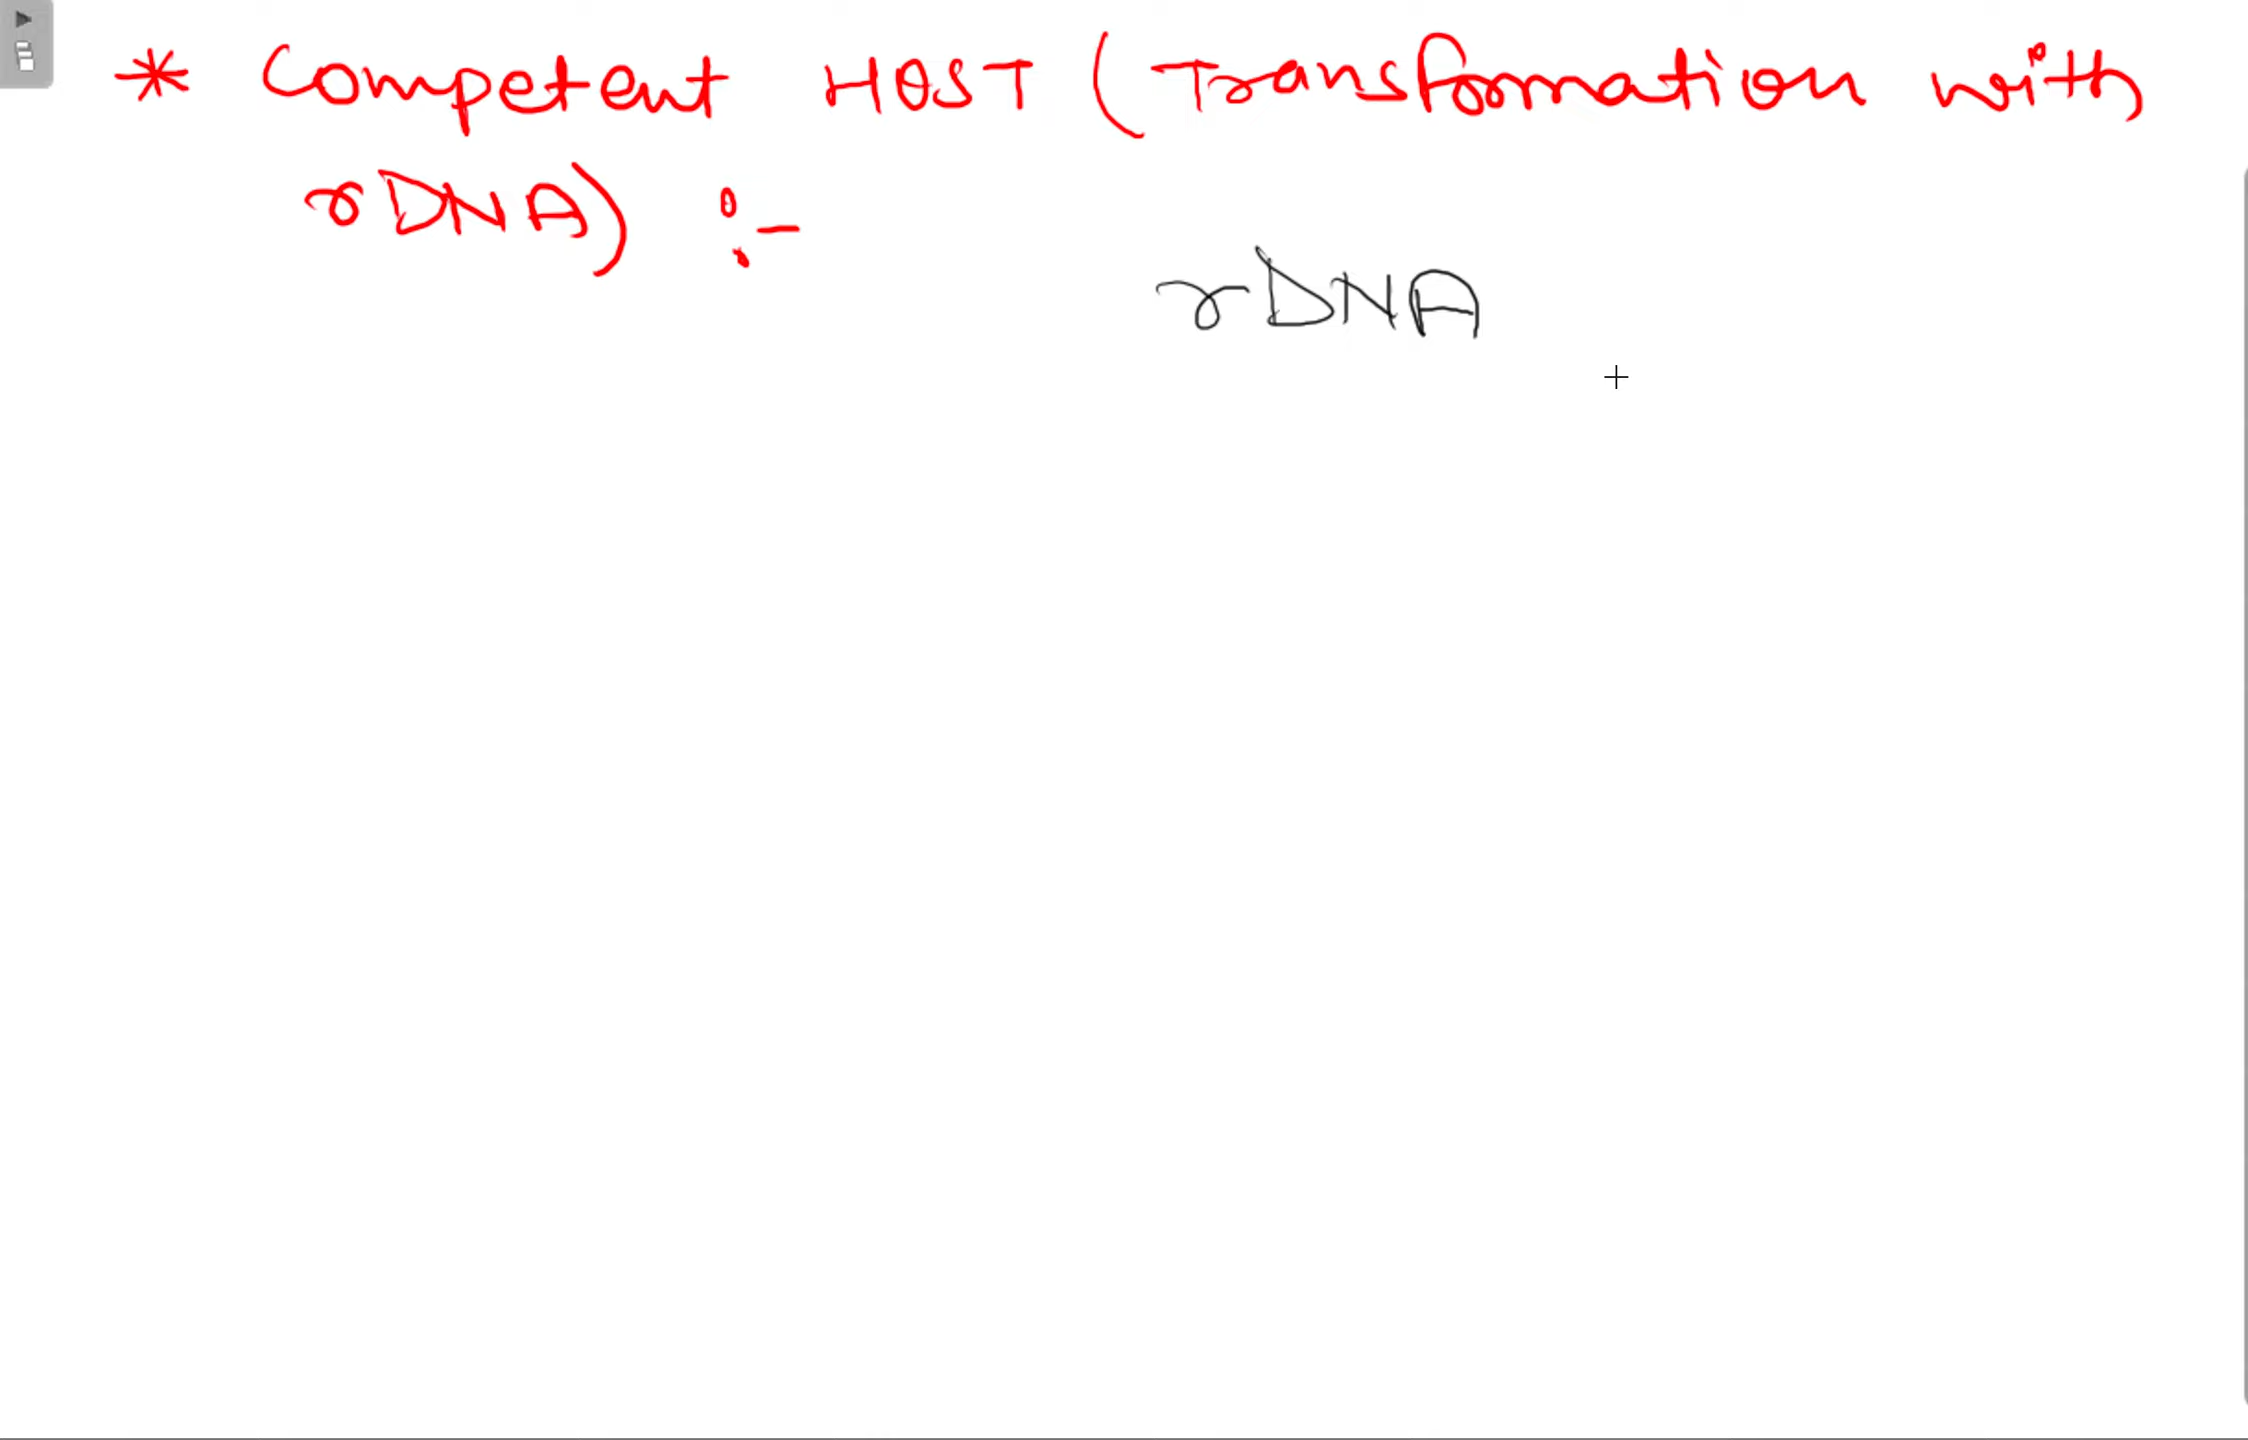 * Competent HOST (Transformation with
rDNA) :-
rDNA